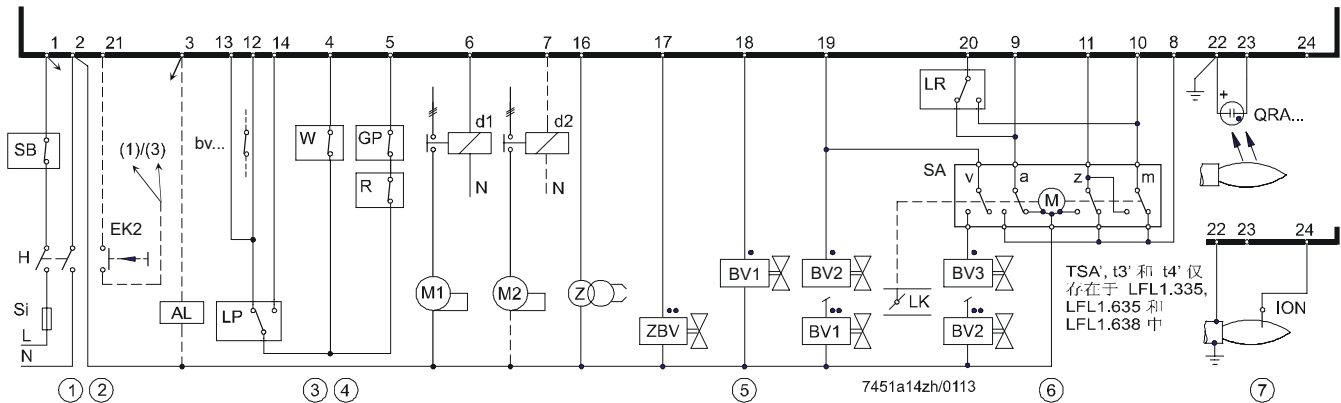 1 2 21 3 13 12 14 4 5 6 7 16 17 18 19 20 9 11 10 8 22 23 24
LR
+
QRA...
d1 d2
SB
bv...
W
GP
(1)/(3)
R
N N
SA
v a z m
M
EK2
H
M1
M2
Z
BV1
BV2
BV3
22 23 24
TSA', t3' 和 t4' 仅
存在于 LFL1.335,
LFL1.635 和
LFL1.638 中
Si
AL
LP
LK
ION
ZBV
BV1
BV2
L
N
7451a14zh/0113
① ② ③ ④ ⑤ ⑥ ⑦